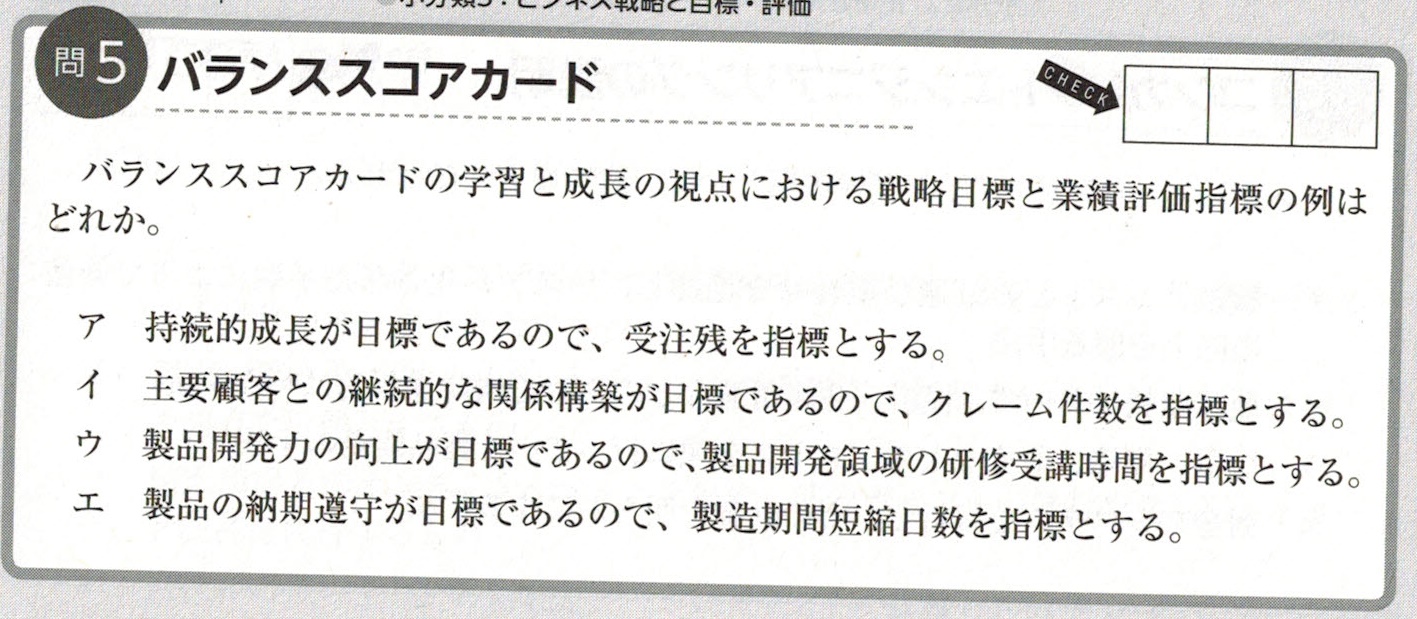 小分類3：ビジネス戦略と目標・評価
問5 バランススコアカード
CHECK
バランススコアカードの学習と成長の視点における戦略目標と業績評価指標の例は
どれか。
ア 持続的成長が目標であるので、受注残を指標とする。
イ 主要顧客との継続的な関係構築が目標であるので、クレーム件数を指標とする。
ウ 製品開発力の向上が目標であるので、製品開発領域の研修受講時間を指標とする。
エ 製品の納期遵守が目標であるので、製造期間短縮日数を指標とする。